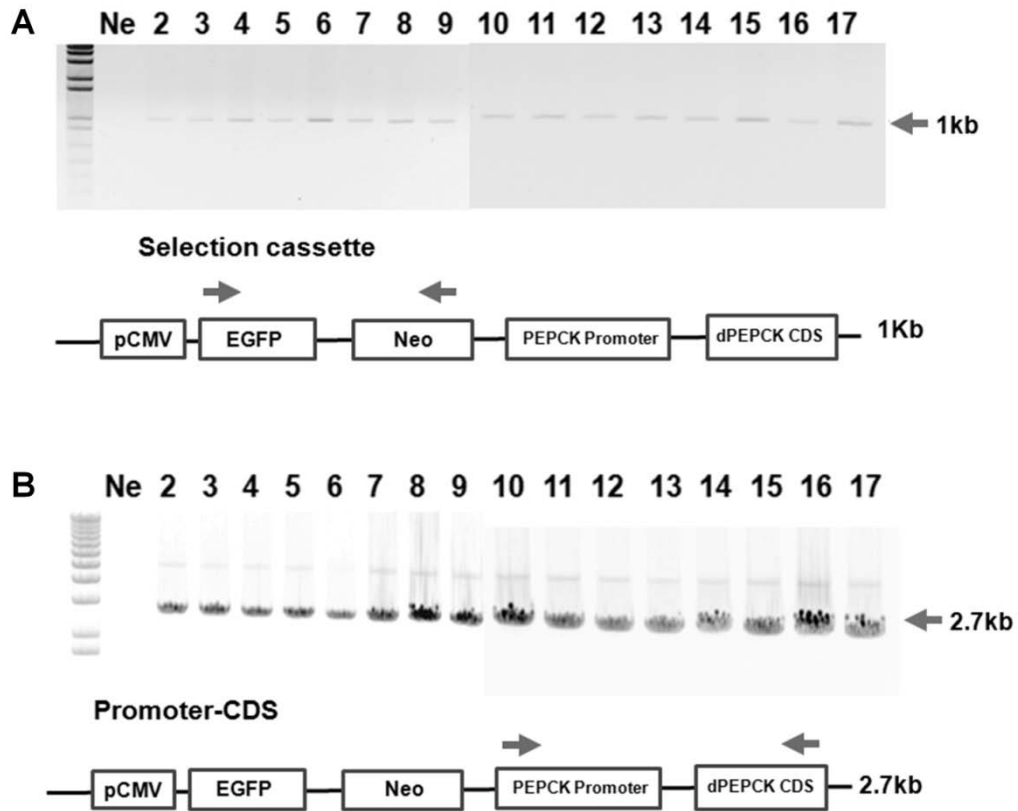 A
Ne 2 3 4 5 6 7 8 9 10 11 12 13 14 15 16 17
1kb
Selection cassette
pCMV EGFP Neo PEPCK Promoter dPEPCK CDS 1Kb
B
Ne 2 3 4 5 6 7 8 9 10 11 12 13 14 15 16 17
2.7kb
Promoter-CDS
pCMV EGFP Neo PEPCK Promoter dPEPCK CDS 2.7kb